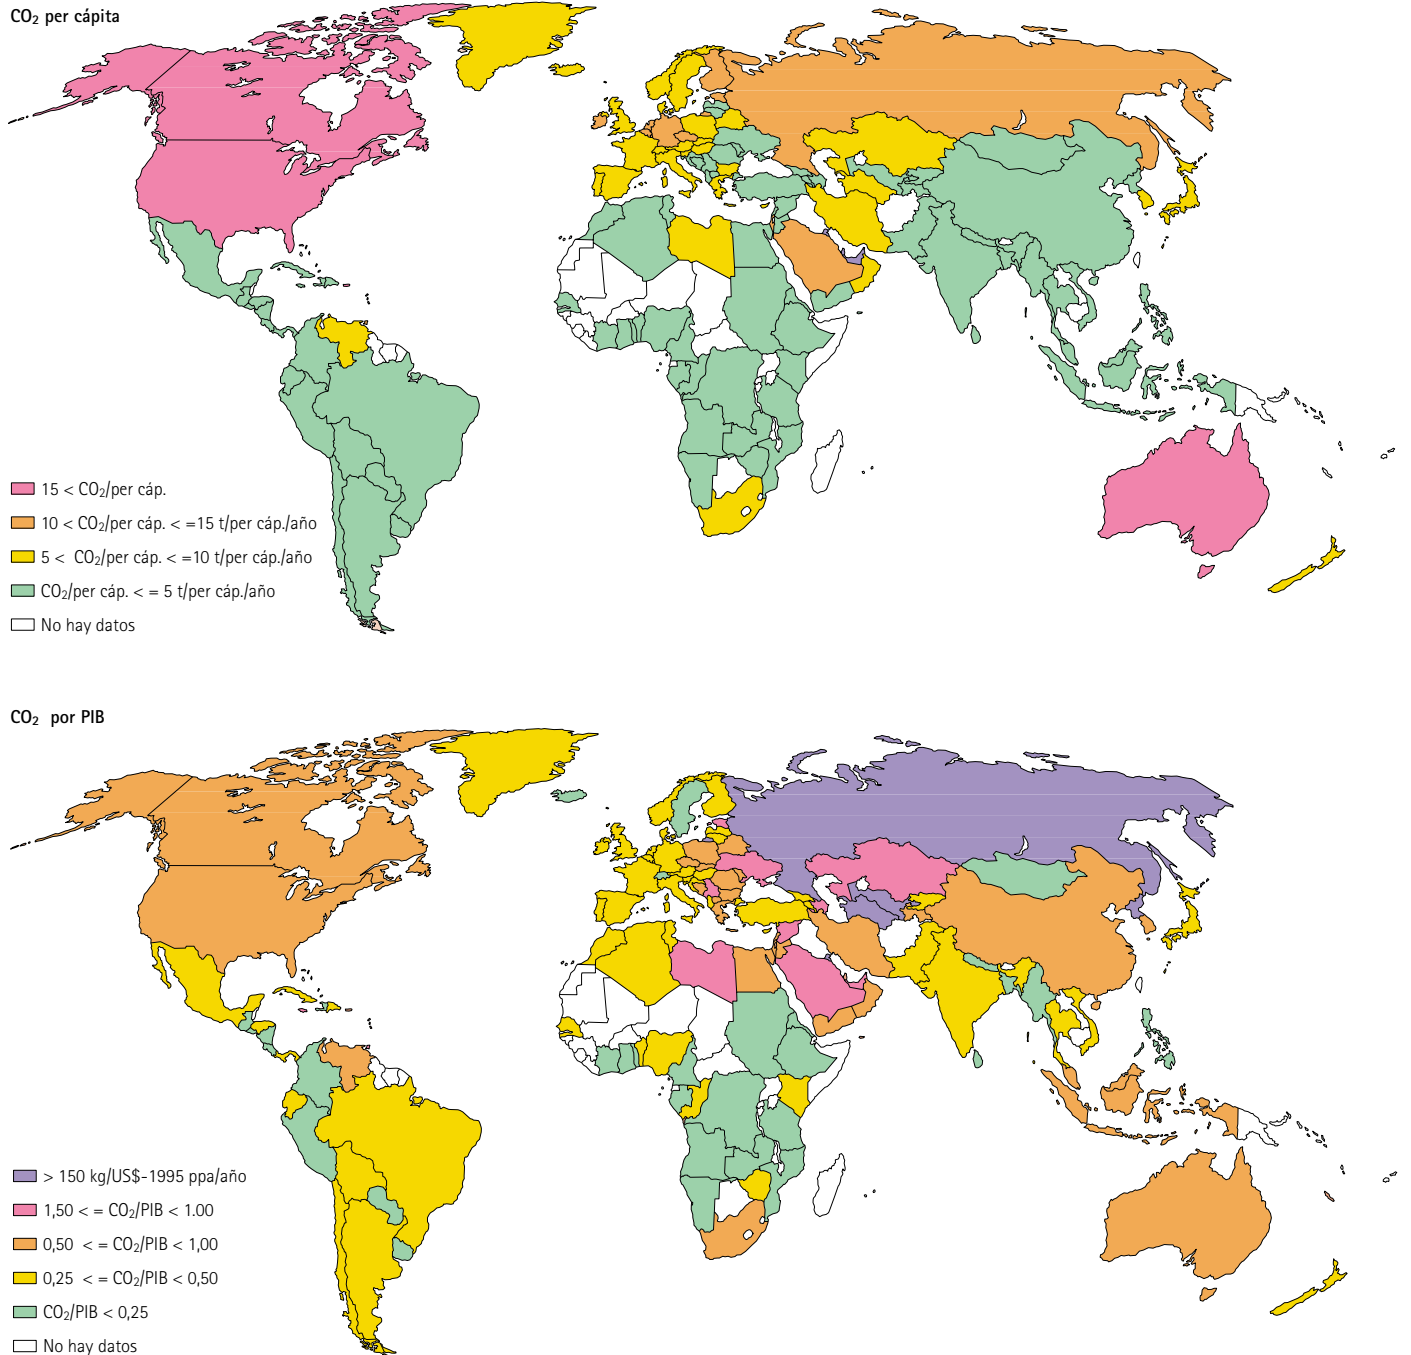 CO₂ per cápita
15 < CO₂/per cáp.
10 < CO₂/per cáp. < =15 t/per cáp./año
5 < CO₂/per cáp. < =10 t/per cáp./año
CO₂/per cáp. < = 5 t/per cáp./año
No hay datos
CO₂ por PIB
> 150 kg/US$-1995 ppa/año
1,50 < = CO₂/PIB < 1.00
0,50 < = CO₂/PIB < 1,00
0,25 < = CO₂/PIB < 0,50
CO₂/PIB < 0,25
No hay datos